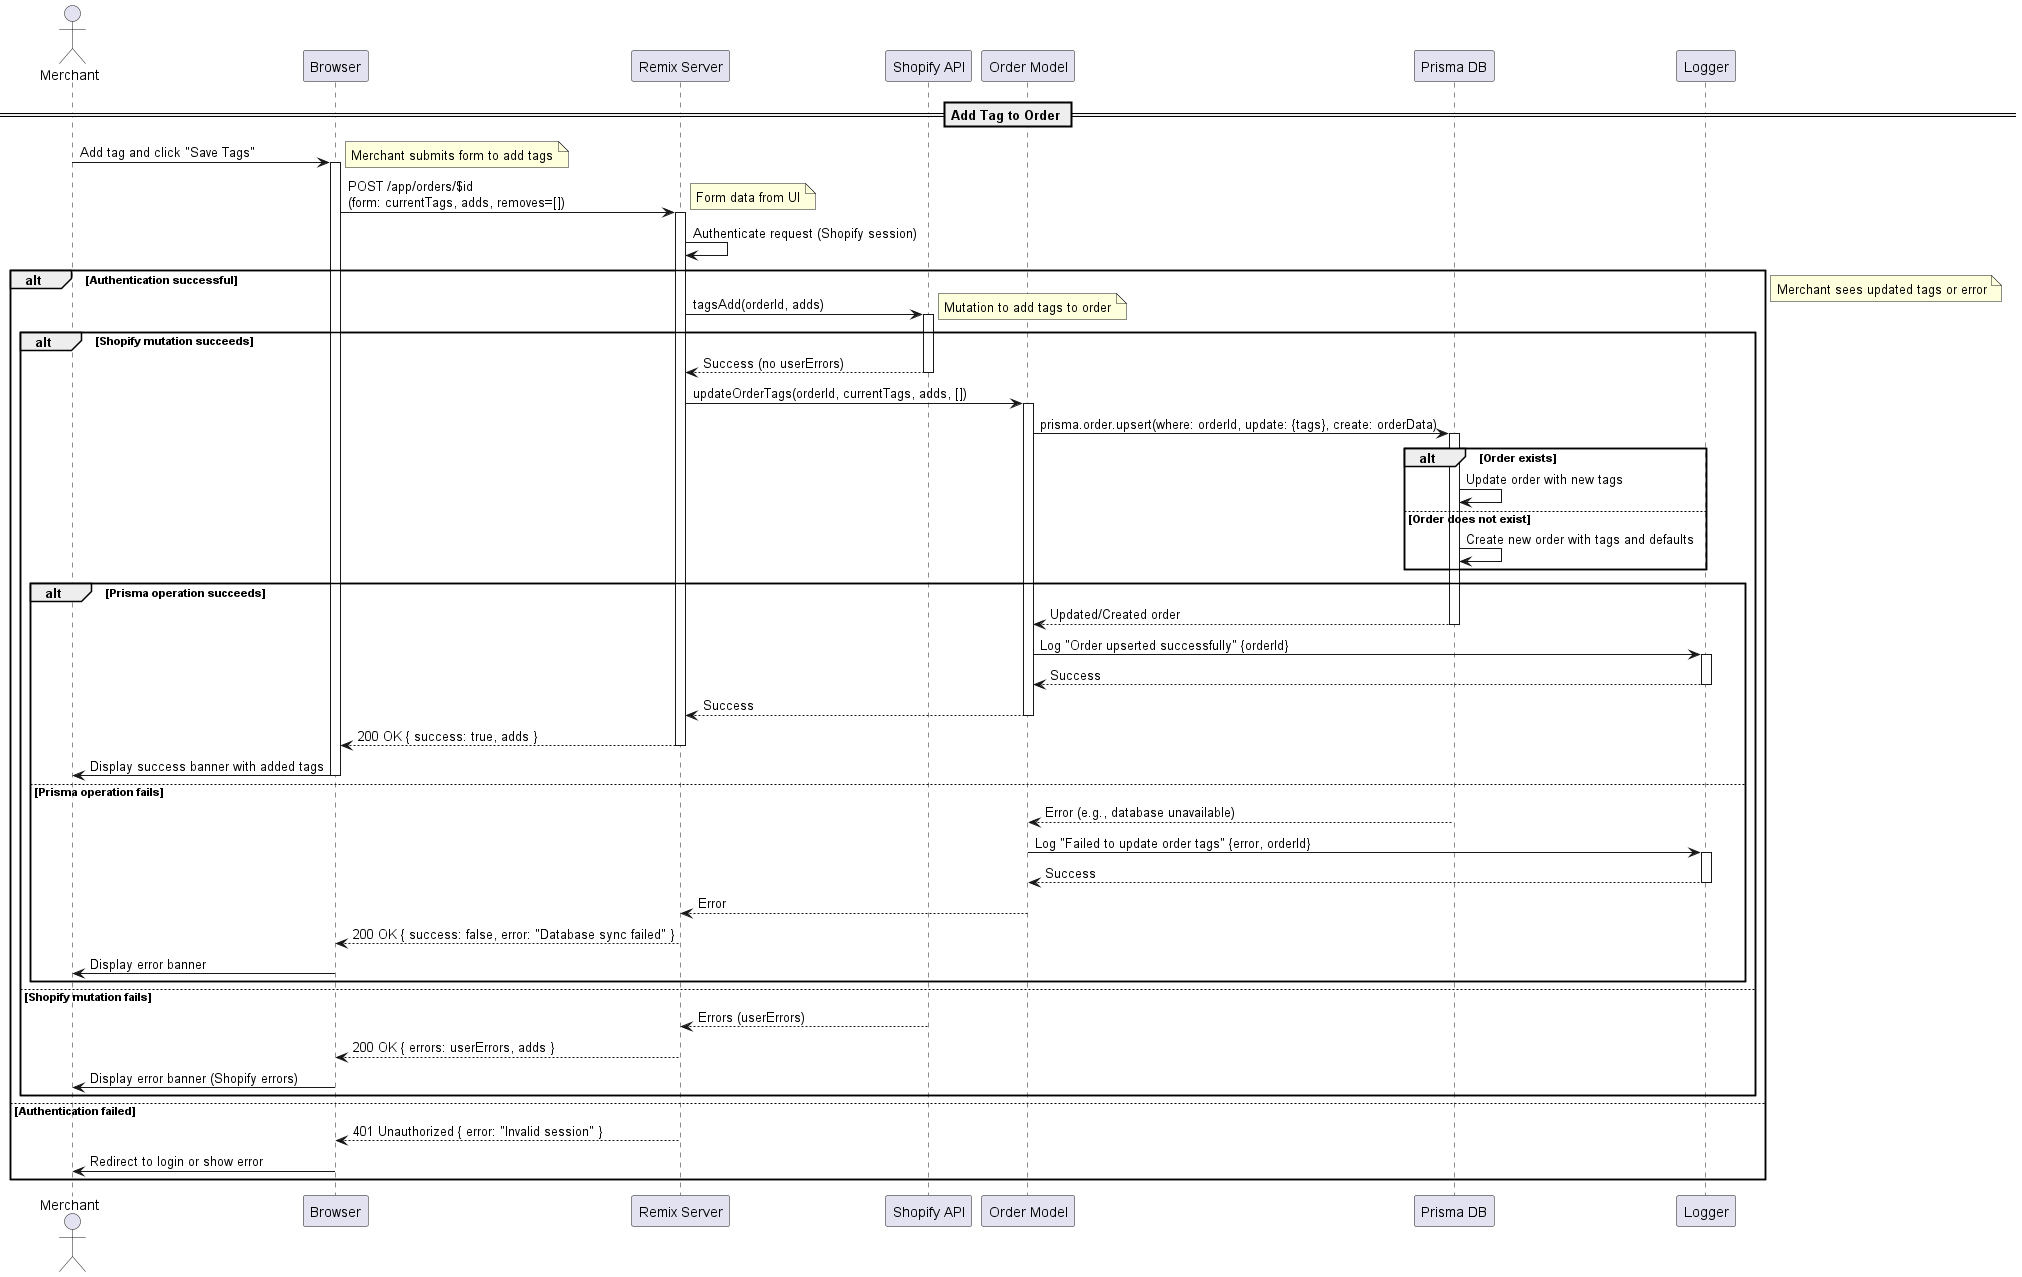 Merchant
Browser
Remix Server
Shopify API
Order Model
Prisma DB
Logger
Add Tag to Order
Add tag and click "Save Tags"
Merchant submits form to add tags
POST /app/orders/$id
(form: currentTags, adds, removes=[])
Form data from UI
Authenticate request (Shopify session)
alt
[Authentication successful]
Merchant sees updated tags or error
tagsAdd(orderId, adds)
Mutation to add tags to order
alt
[Shopify mutation succeeds]
Success (no userErrors)
updateOrderTags(orderId, currentTags, adds, [])
prisma.order.upsert(where: orderId, update: {tags}, create: orderData)
alt
[Order exists]
Update order with new tags
[Order does not exist]
Create new order with tags and defaults
alt
[Prisma operation succeeds]
Updated/Created order
Log "Order upserted successfully" {orderId}
Success
Success
200 OK { success: true, adds }
Display success banner with added tags
[Prisma operation fails]
Error (e.g., database unavailable)
Log "Failed to update order tags" {error, orderId}
Success
Error
200 OK { success: false, error: "Database sync failed" }
Display error banner
[Shopify mutation fails]
Errors (userErrors)
200 OK { errors: userErrors, adds }
Display error banner (Shopify errors)
[Authentication failed]
401 Unauthorized { error: "Invalid session" }
Redirect to login or show error
Merchant
Browser
Remix Server
Shopify API
Order Model
Prisma DB
Logger